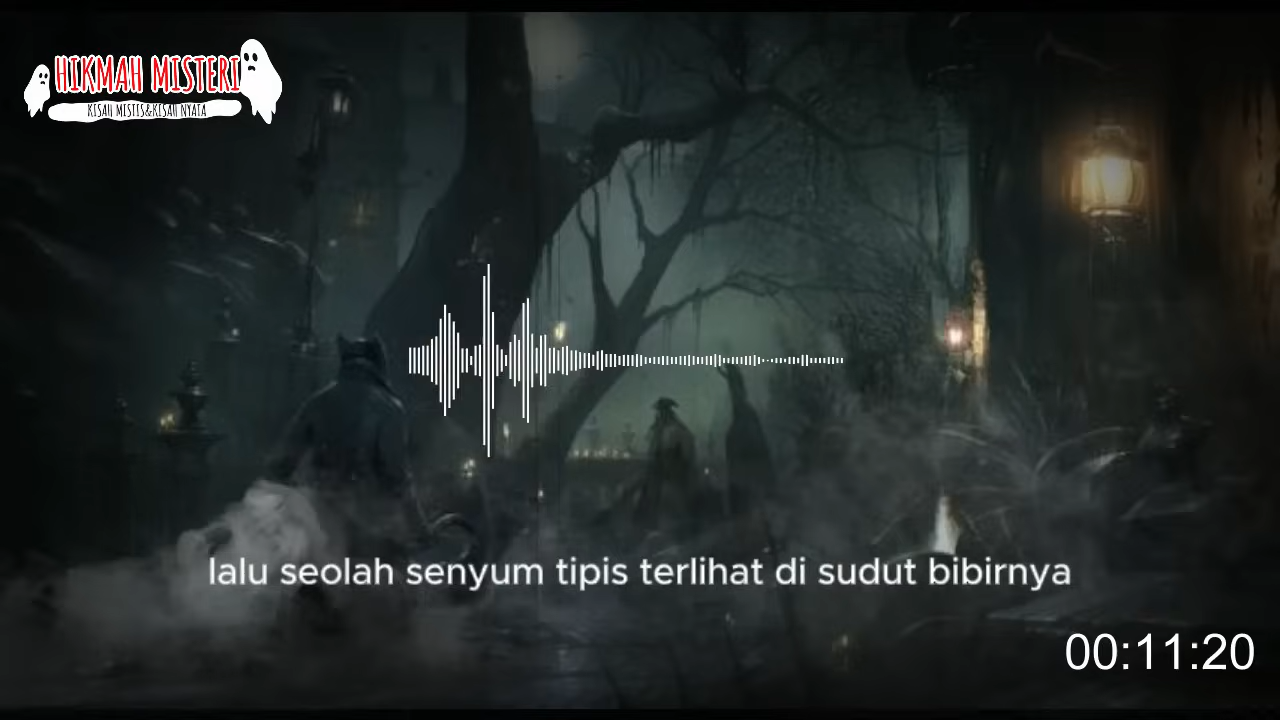 HIKMAH MISTERI
KISAH MISTIS&KISAH NYATA
lalu seolah senyum tipis terlihat di sudut bibirnya
00:11:20